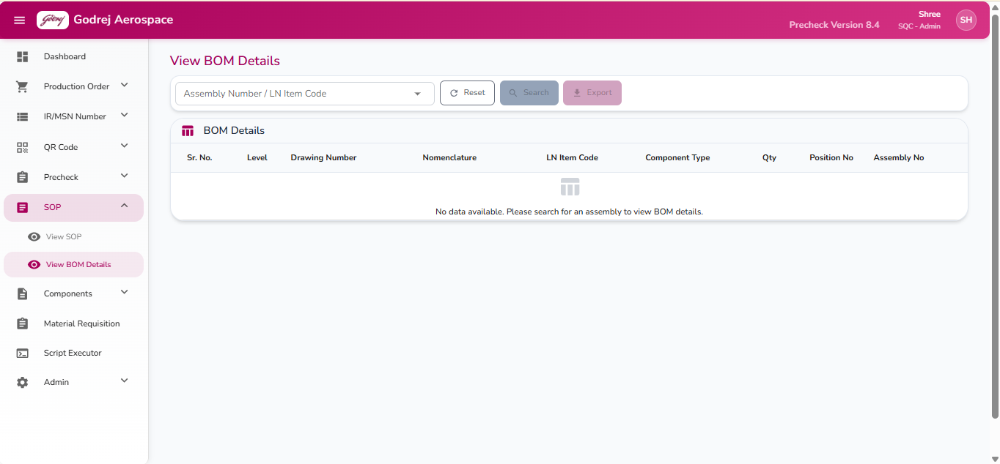 Godrej Godrej Aerospace
Precheck Version 8.4
Shree
SQC - Admin
SH
Dashboard
Production Order
IR/MSN Number
QR Code
Precheck
SOP
View SOP
View BOM Details
Components
Material Requisition
Script Executor
Admin
View BOM Details
Assembly Number / LN Item Code
Reset
Search
Export
BOM Details
Sr. No. Level Drawing Number Nomenclature LN Item Code Component Type Qty Position No Assembly No
No data available. Please search for an assembly to view BOM details.